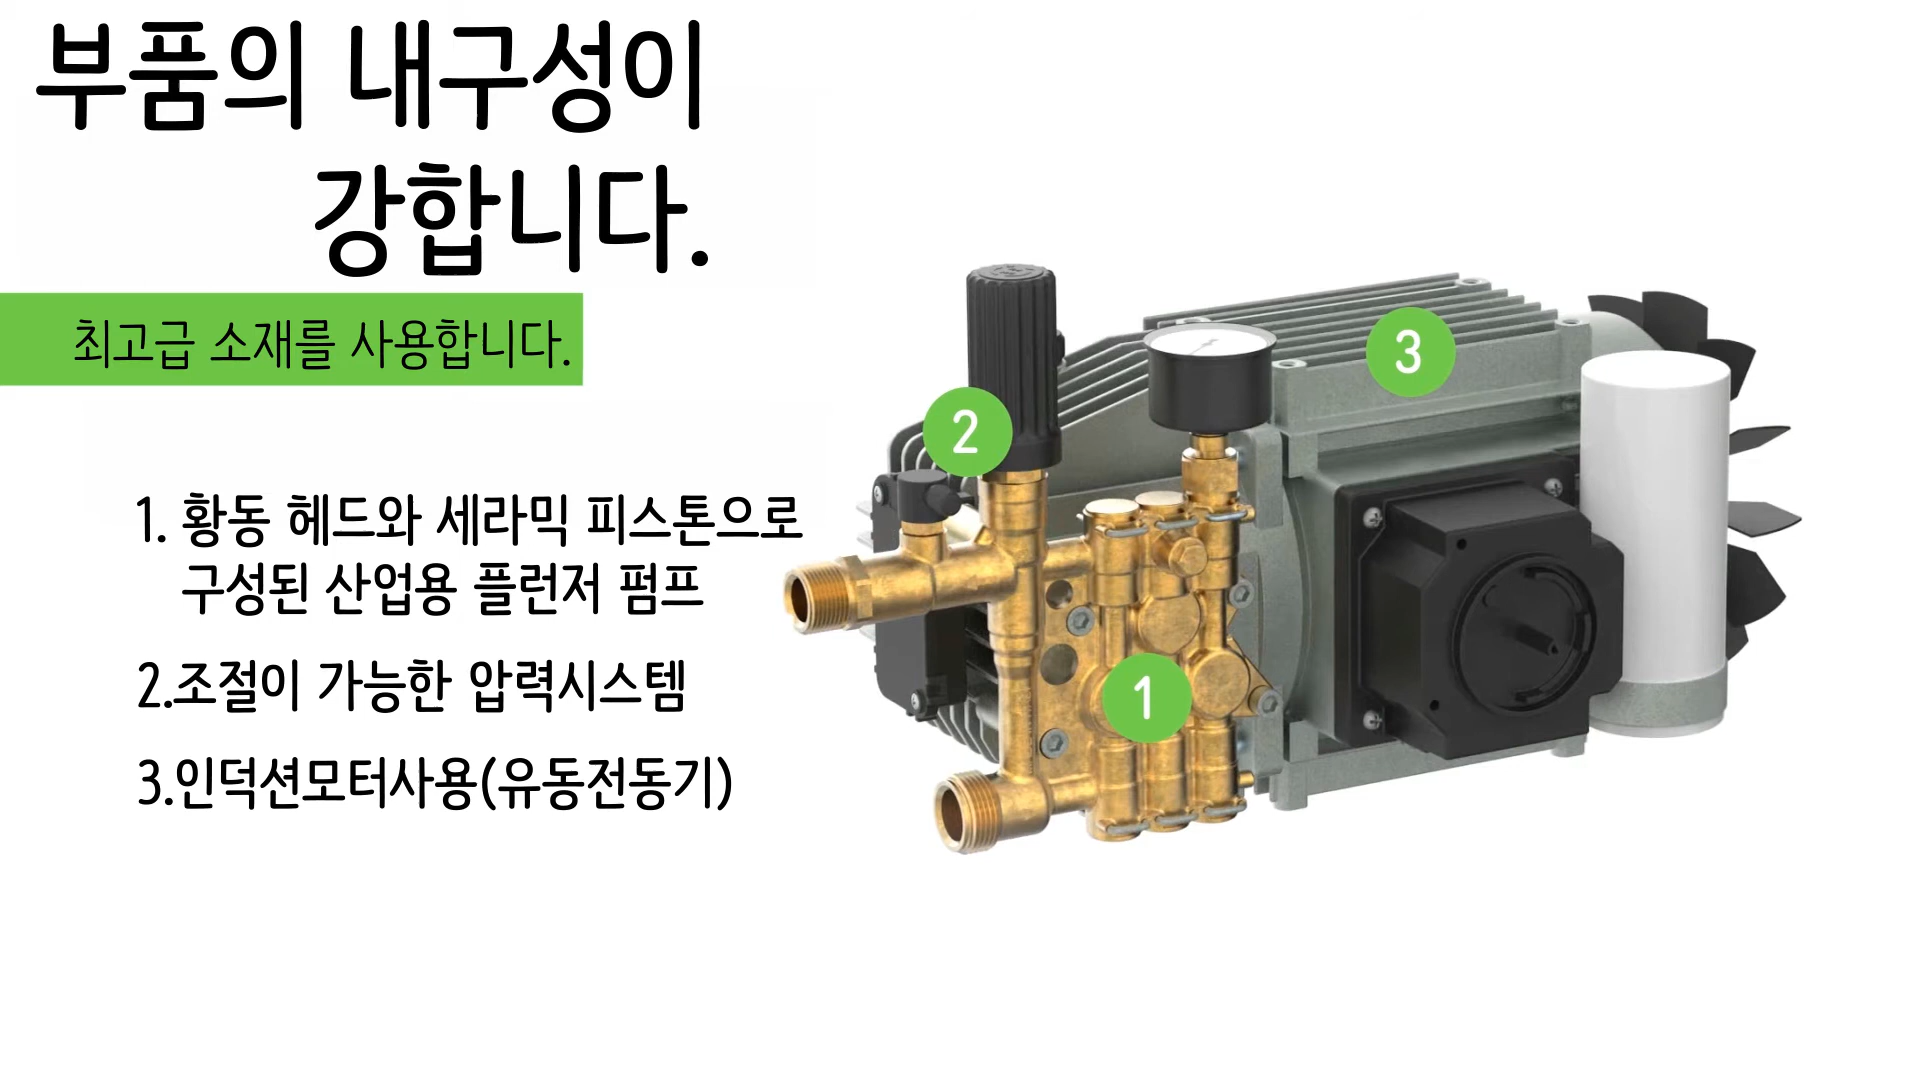 부품의 내구성이
강합니다.
최고급 소재를 사용합니다.
1. 황동 헤드와 세라믹 피스톤으로
구성된 산업용 플런저 펌프
2.조절이 가능한 압력시스템
3.인덕션모터사용(유동전동기)
2
3
1